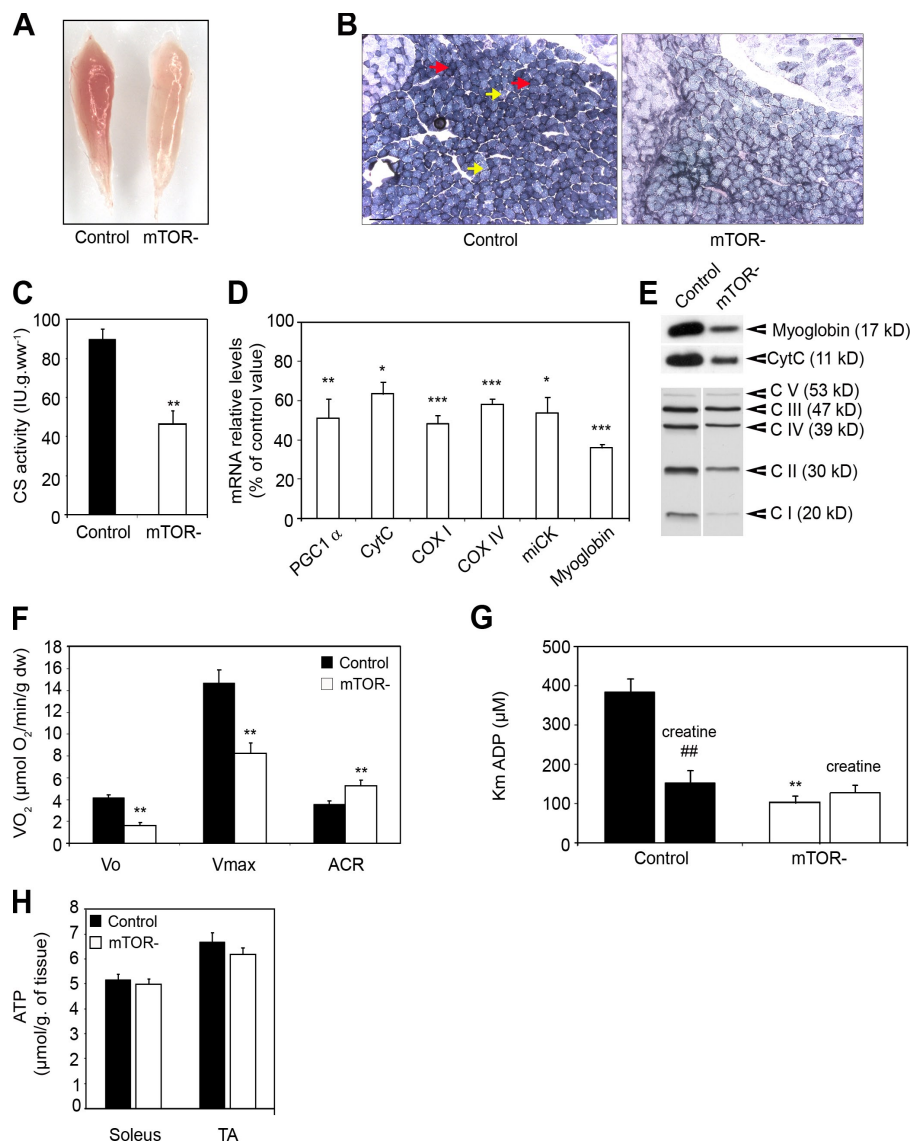 A
Control mTOR-
B
Control
mTOR-
C
CS activity (IU.g.ww-1)
100
80
60
40
20
0
**
Control mTOR-
D
mRNA relative levels
(% of control value)
100
80
60
40
20
0
** * *** *** * ***
PGC1 α CytC COX I COX IV miCK Myoglobin
E
Control mTOR-
Myoglobin (17 kD)
CytC (11 kD)
C V (53 kD)
C III (47 kD)
C IV (39 kD)
C II (30 kD)
C I (20 kD)
F
VO2 (µmol O2/min/g dw)
18
16
14
12
10
8
6
4
2
0
Control
mTOR-
** ** **
Vo Vmax ACR
G
Km ADP (µM)
500
400
300
200
100
0
creatine
##
**
creatine
Control mTOR-
H
ATP
(µmol/g. of tissue)
8
7
6
5
4
3
2
1
0
Control
mTOR-
Soleus TA